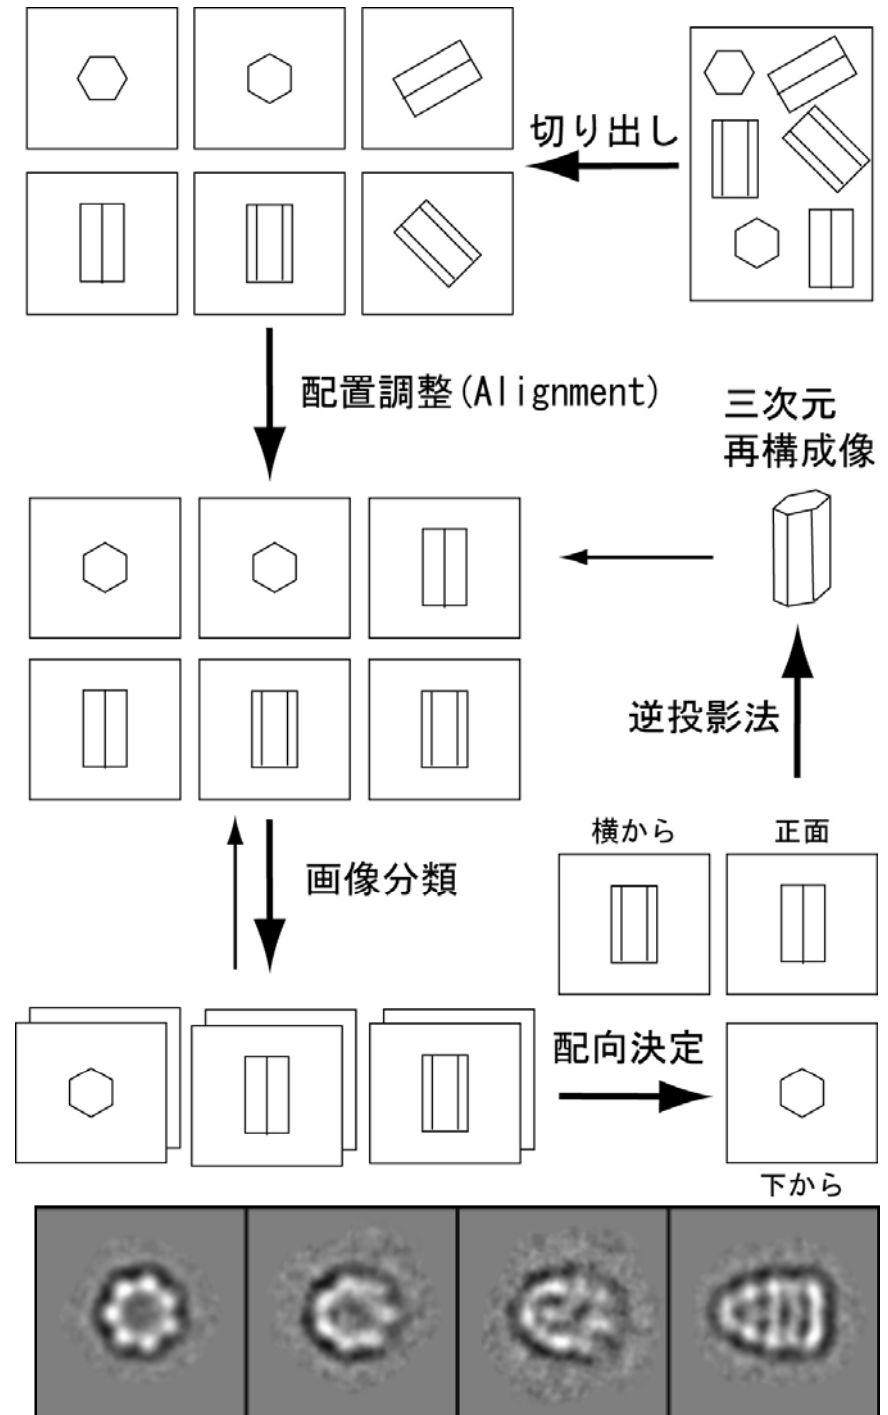 切り出し
配置調整(Alignment)
三次元
再構成像
逆投影法
横から
正面
画像分類
配向決定
下から